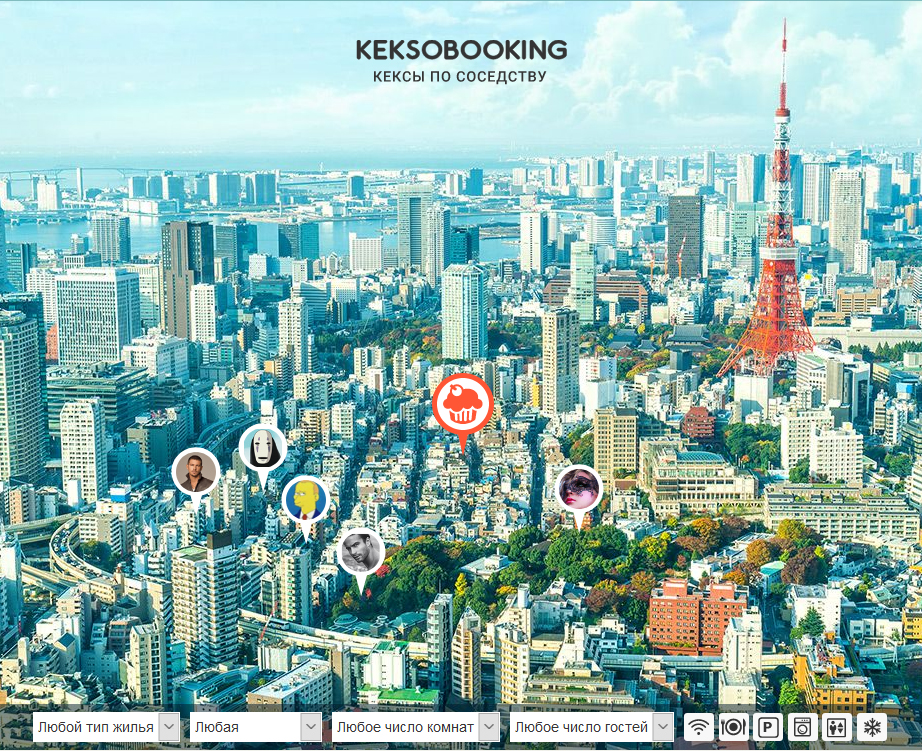 KEKSOBOOKING
КЕКСЫ ПО СОСЕДСТВУ
Любой тип жилья
Любая
Любое число комнат
Любое число гостей
P